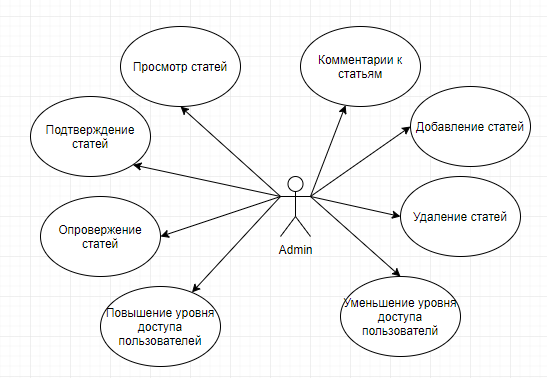 Просмотр статей
Комментарии к
статьям
Подтверждение
статей
Добавление статей
Опровержение
статей
Удаление статей
Admin
Повышение уровня
доступа
пользователей
Уменьшение уровня
доступа
пользователй